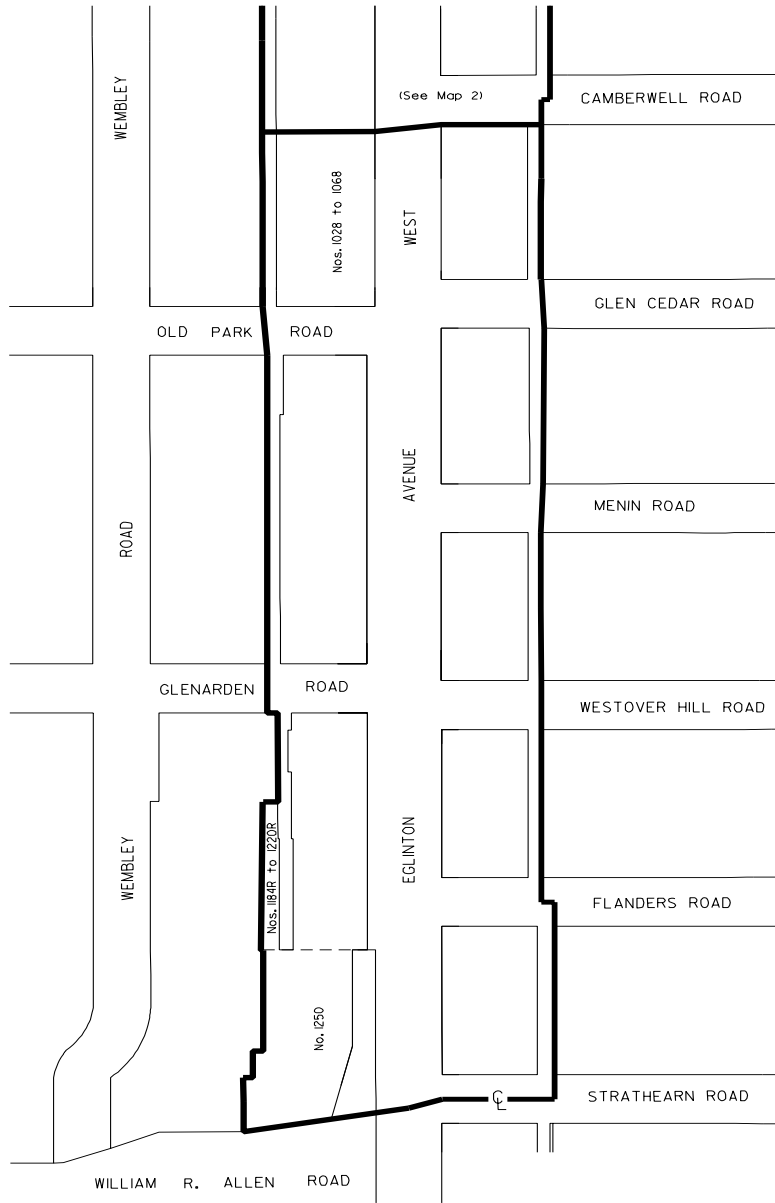 (See Map 2)
CAMBERWELL ROAD
WEMBLEY
Nos. 1028 to 1068
WEST
GLEN CEDAR ROAD
OLD PARK ROAD
AVENUE
MENIN ROAD
ROAD
GLENARDEN ROAD
WESTOVER HILL ROAD
WEMBLEY
Nos. 1184R to 1220R
EGLINTON
FLANDERS ROAD
No. 1250
CL
STRATHEARN ROAD
WILLIAM R. ALLEN ROAD